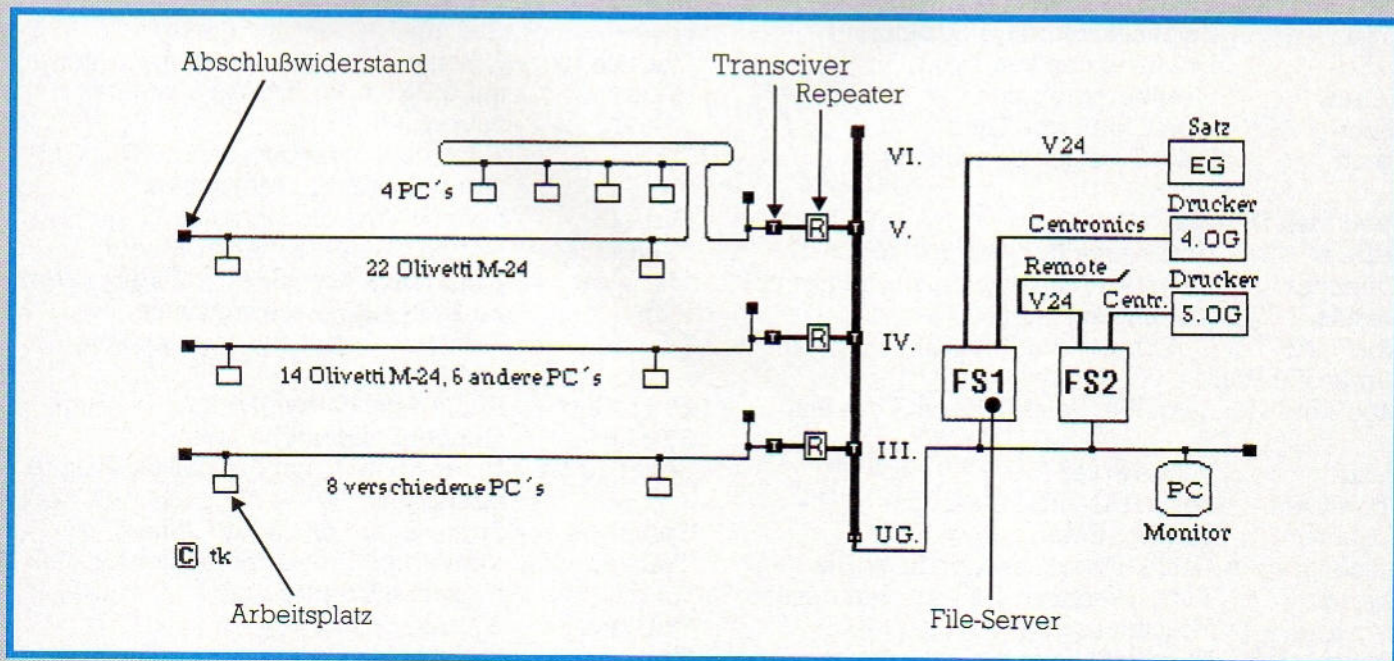 Abschlußwiderstand
Transciver
Repeater
Satz
V24
EG
VI.
4 PC´s
Drucker
T
R
T
V.
Centronics
4.OG
22 Olivetti M-24
Remote
Drucker
V24
Centr.
5.OG
T
R
T
IV.
14 Olivetti M-24, 6 andere PC´s
FS1
FS2
T
R
T
III.
8 verschiedene PC´s
PC
UG.
Monitor
C tk
Arbeitsplatz
File-Server